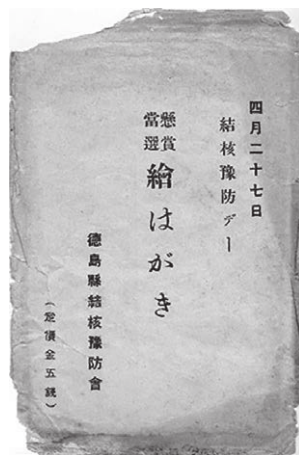 四月二十七日
結核豫防デー
懸賞
當選
繪はがき
德島縣結核豫防會
（定價金五錢）